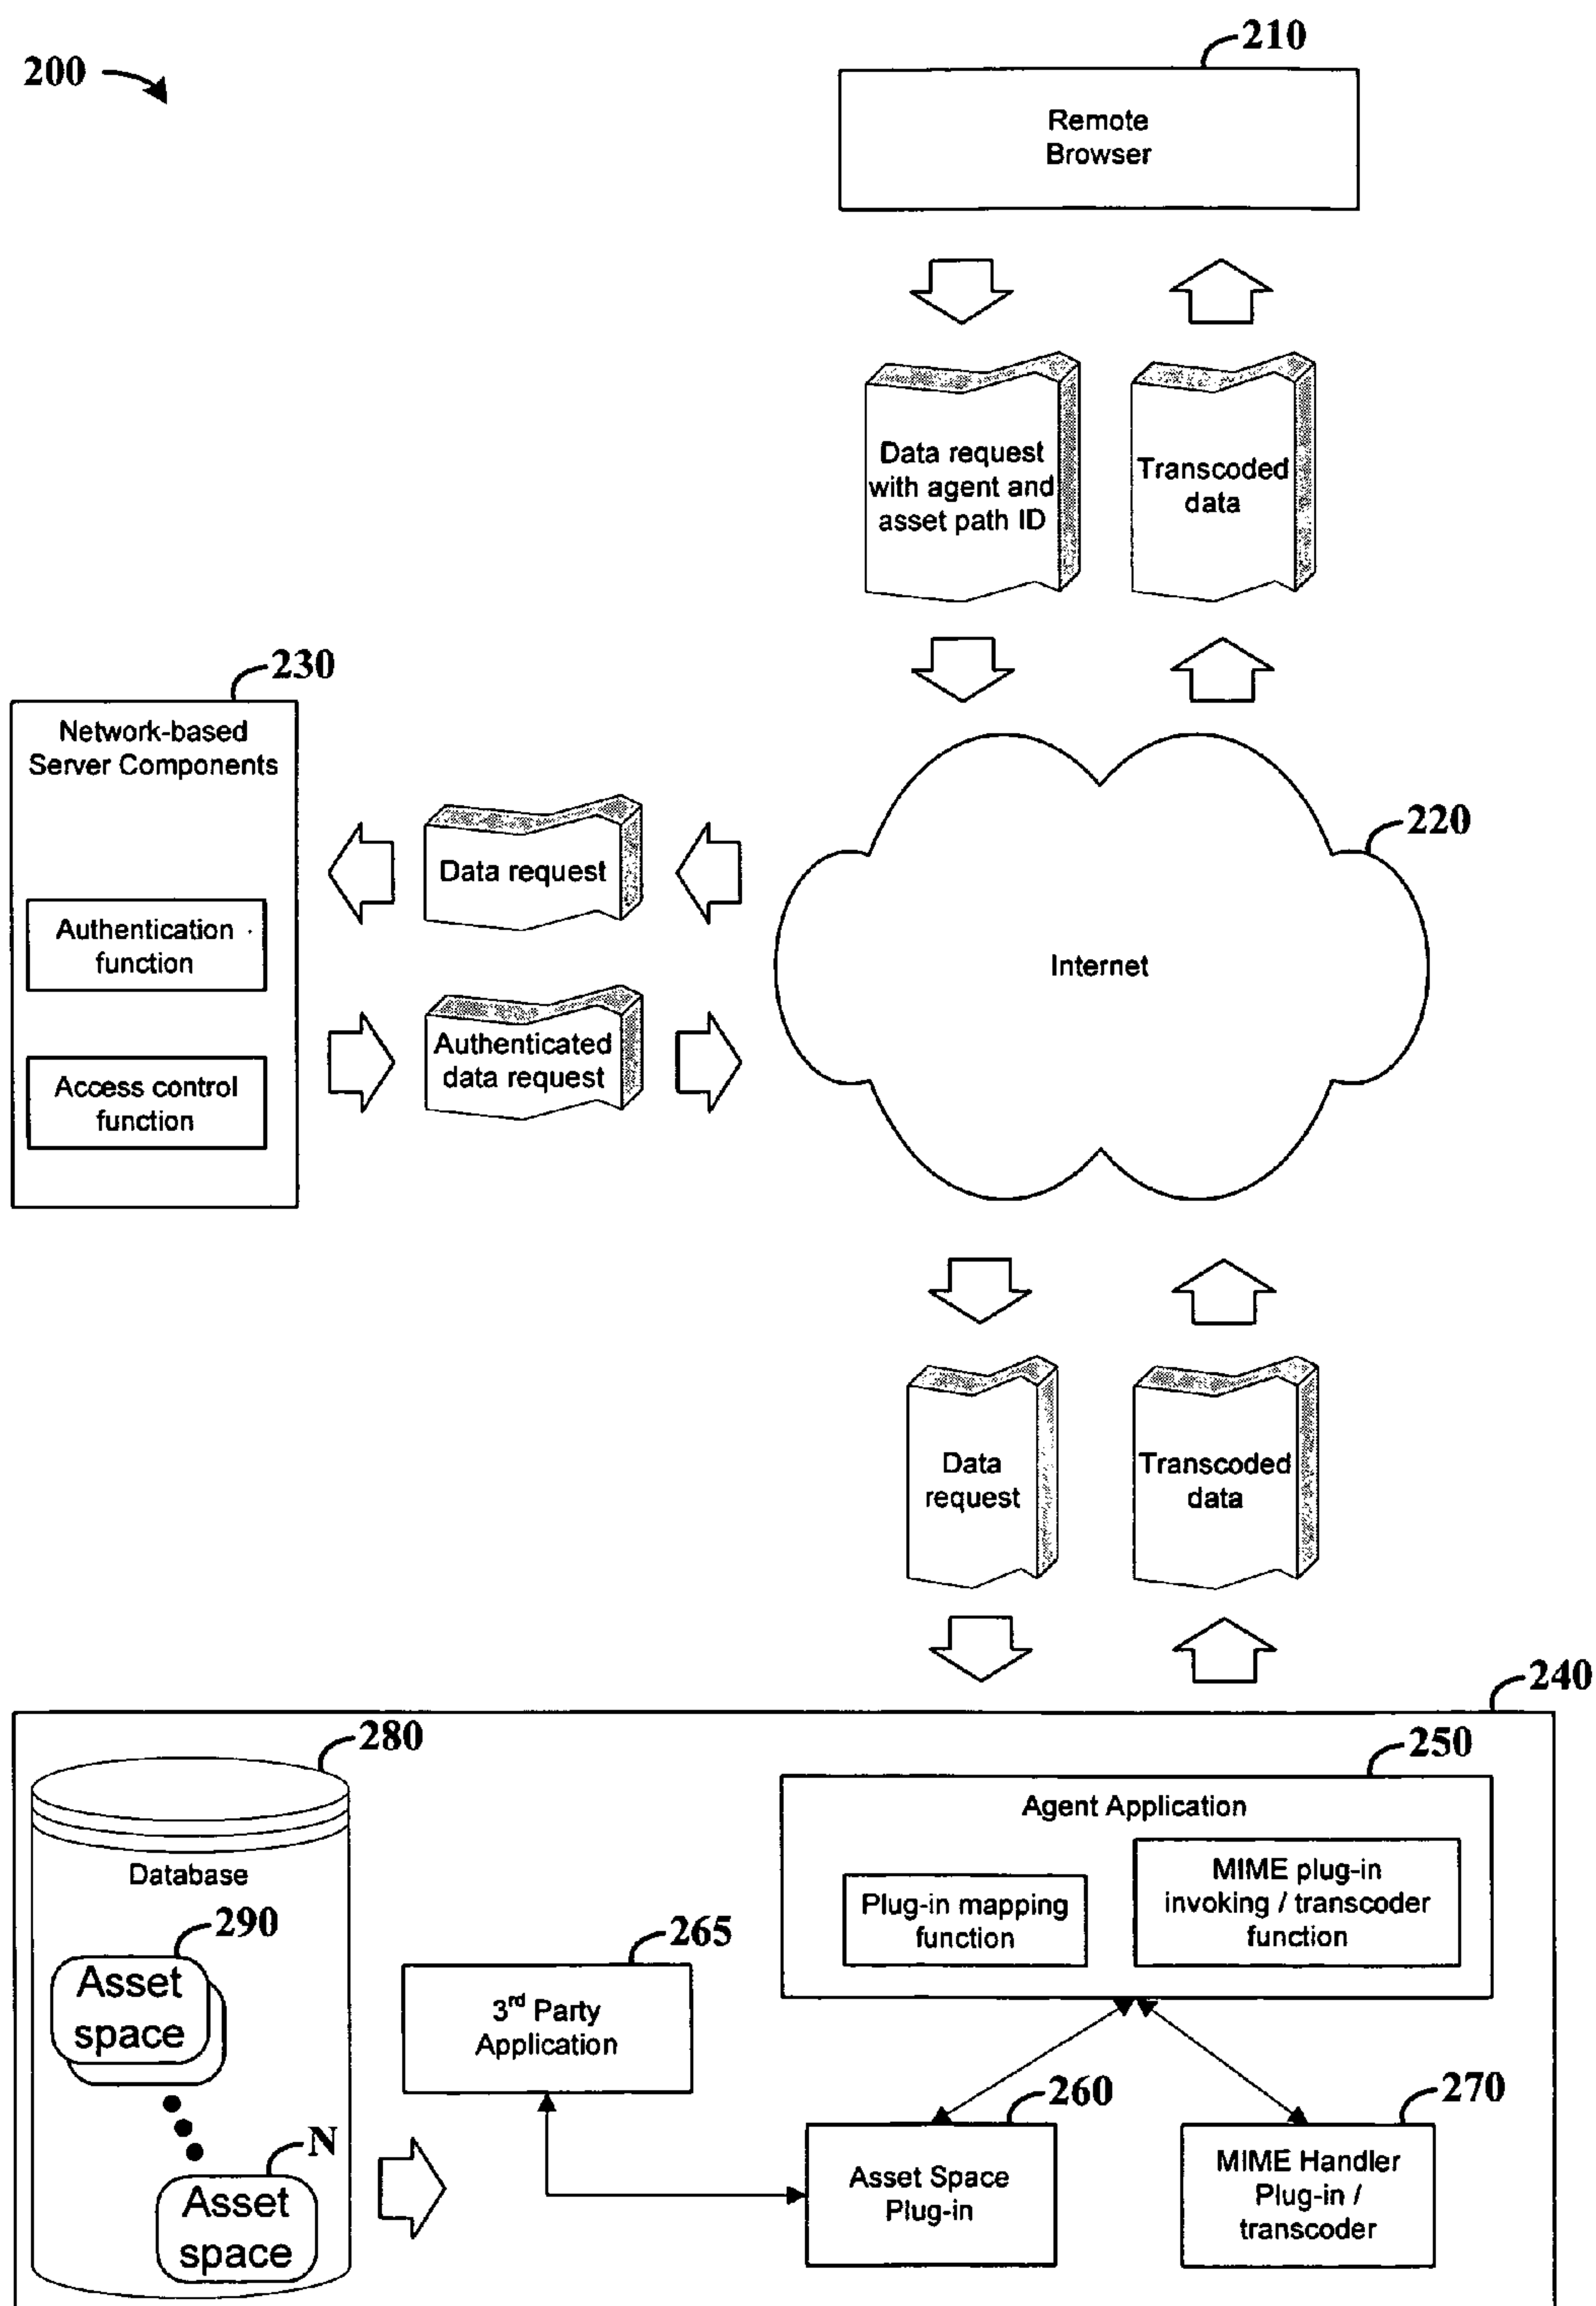 210
200
Remote
Browser
Data request
with agent and
asset path ID
Transcoded
data
230
Network-based
Server Components
220
Data request
Authentication
function
Internet
Authenticated
data request
Access control
function
Data
request
Transcoded
data
240
280
250
Agent Application
Database
MIME plug-in
invoking / transcoder
function
Plug-in mapping
function
290
265
Asset
space
3rd Party
Application
260
270
N
Asset
space
Asset Space
Plug-in
MIME Handler
Plug-in /
transcoder